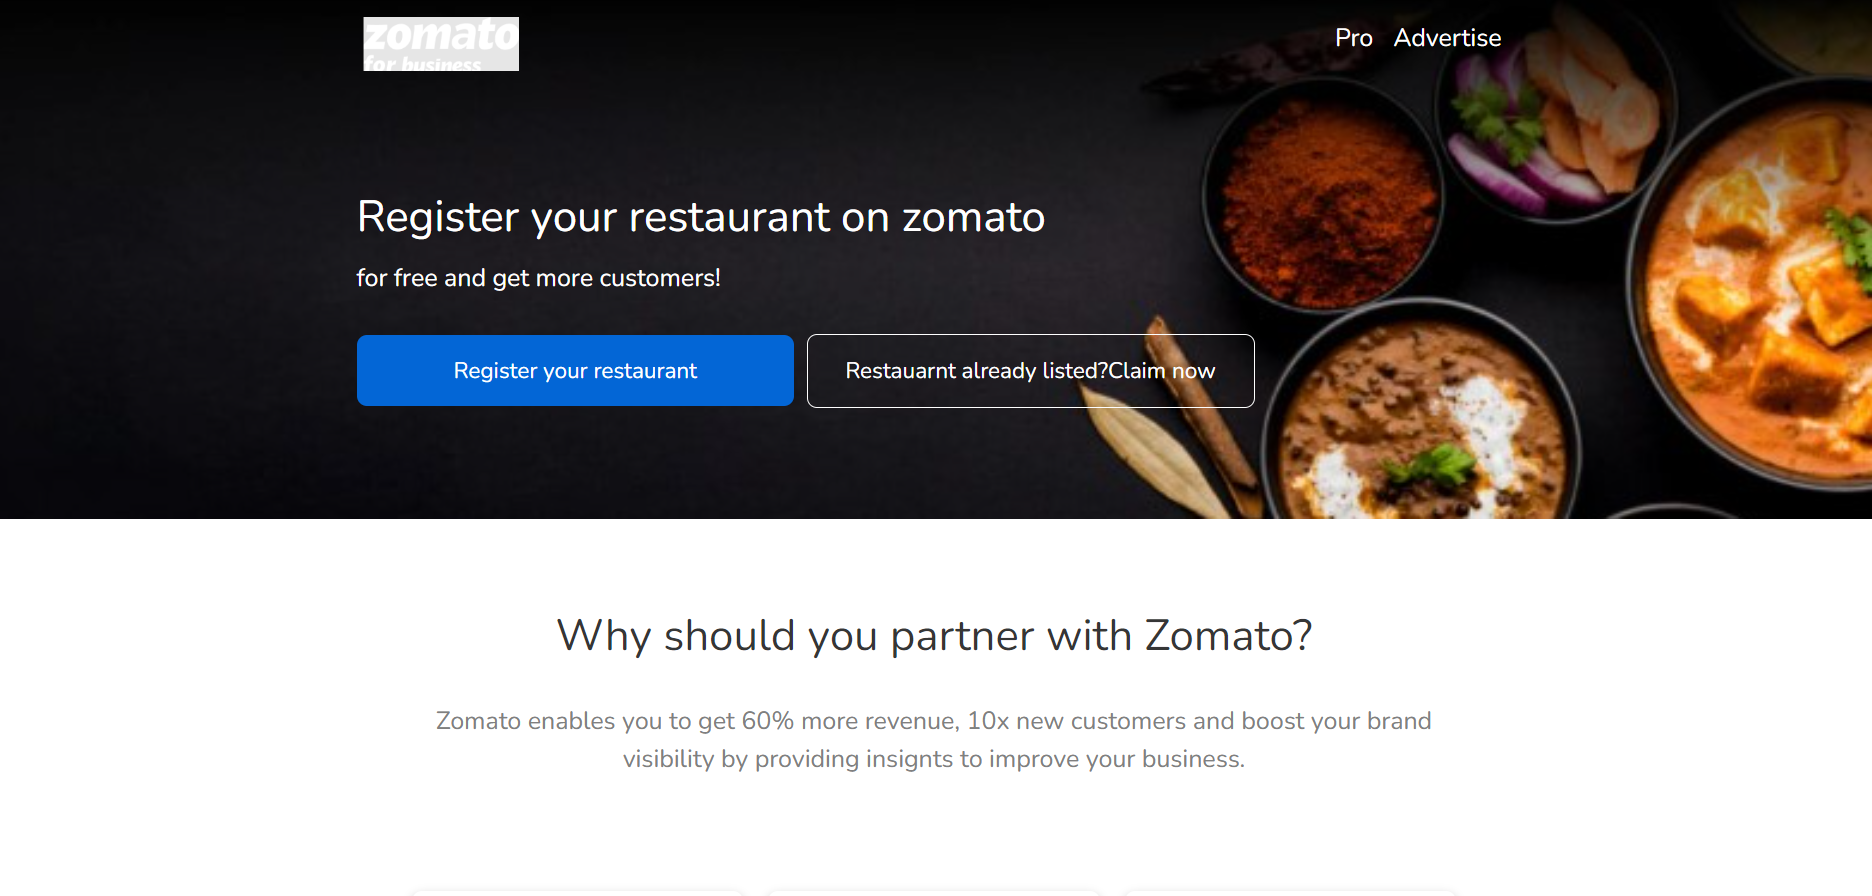 zomato
for business
Pro Advertise
Register your restaurant on zomato
for free and get more customers!
Register your restaurant
Restauarnt already listed?Claim now
Why should you partner with Zomato?
Zomato enables you to get 60% more revenue, 10x new customers and boost your brand
visibility by providing insignts to improve your business.